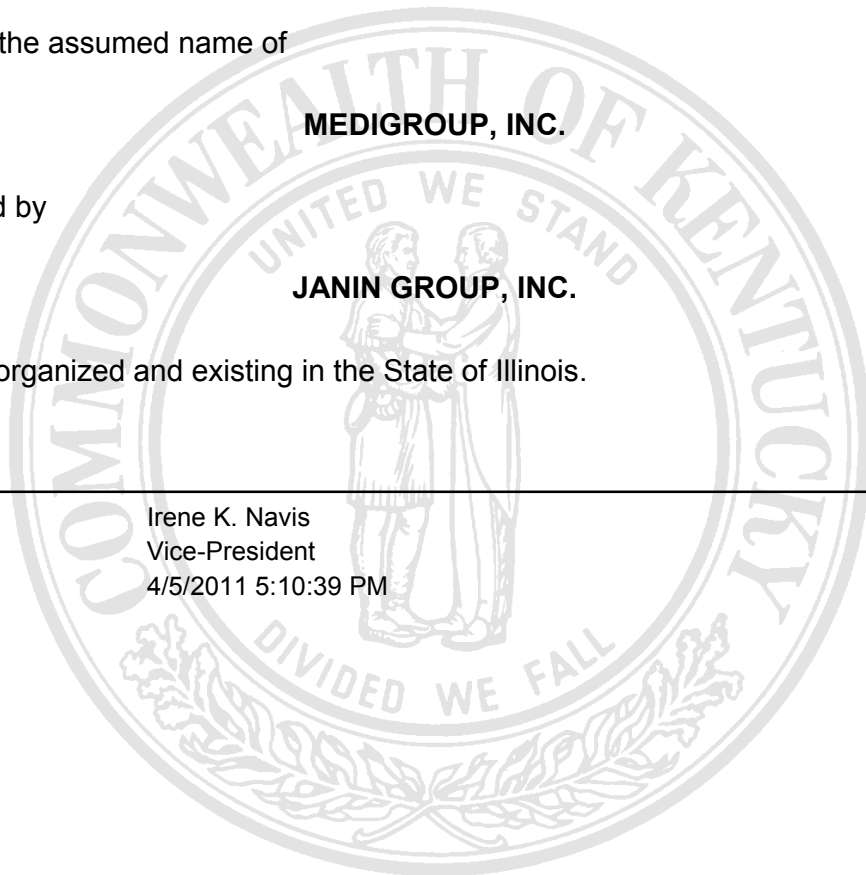 the assumed name of
MEDIGROUP, INC.
d by
JANIN GROUP, INC.
organized and existing in the State of Illinois.
Irene K. Navis
Vice-President
4/5/2011 5:10:39 PM
COMMONWEALTH OF KENTUCKY
UNITED WE STAND
DIVIDED WE FALL